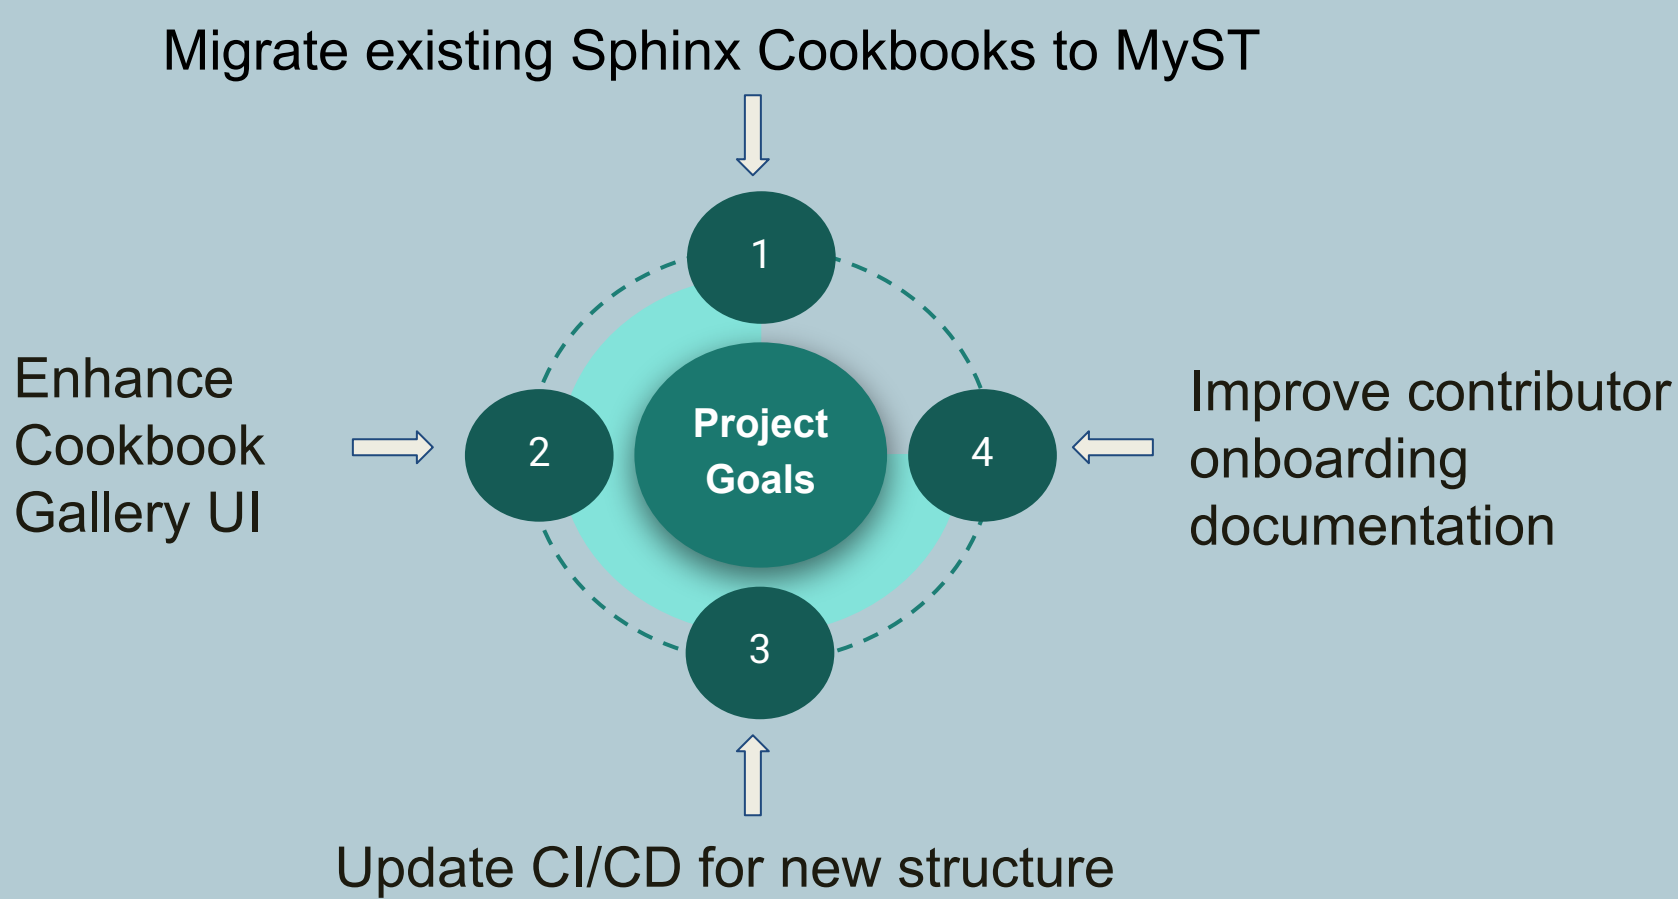 Migrate existing Sphinx Cookbooks to MyST
1
Enhance
Cookbook
Gallery UI
2
Project
Goals
4
Improve contributor
onboarding
documentation
3
Update CI/CD for new structure